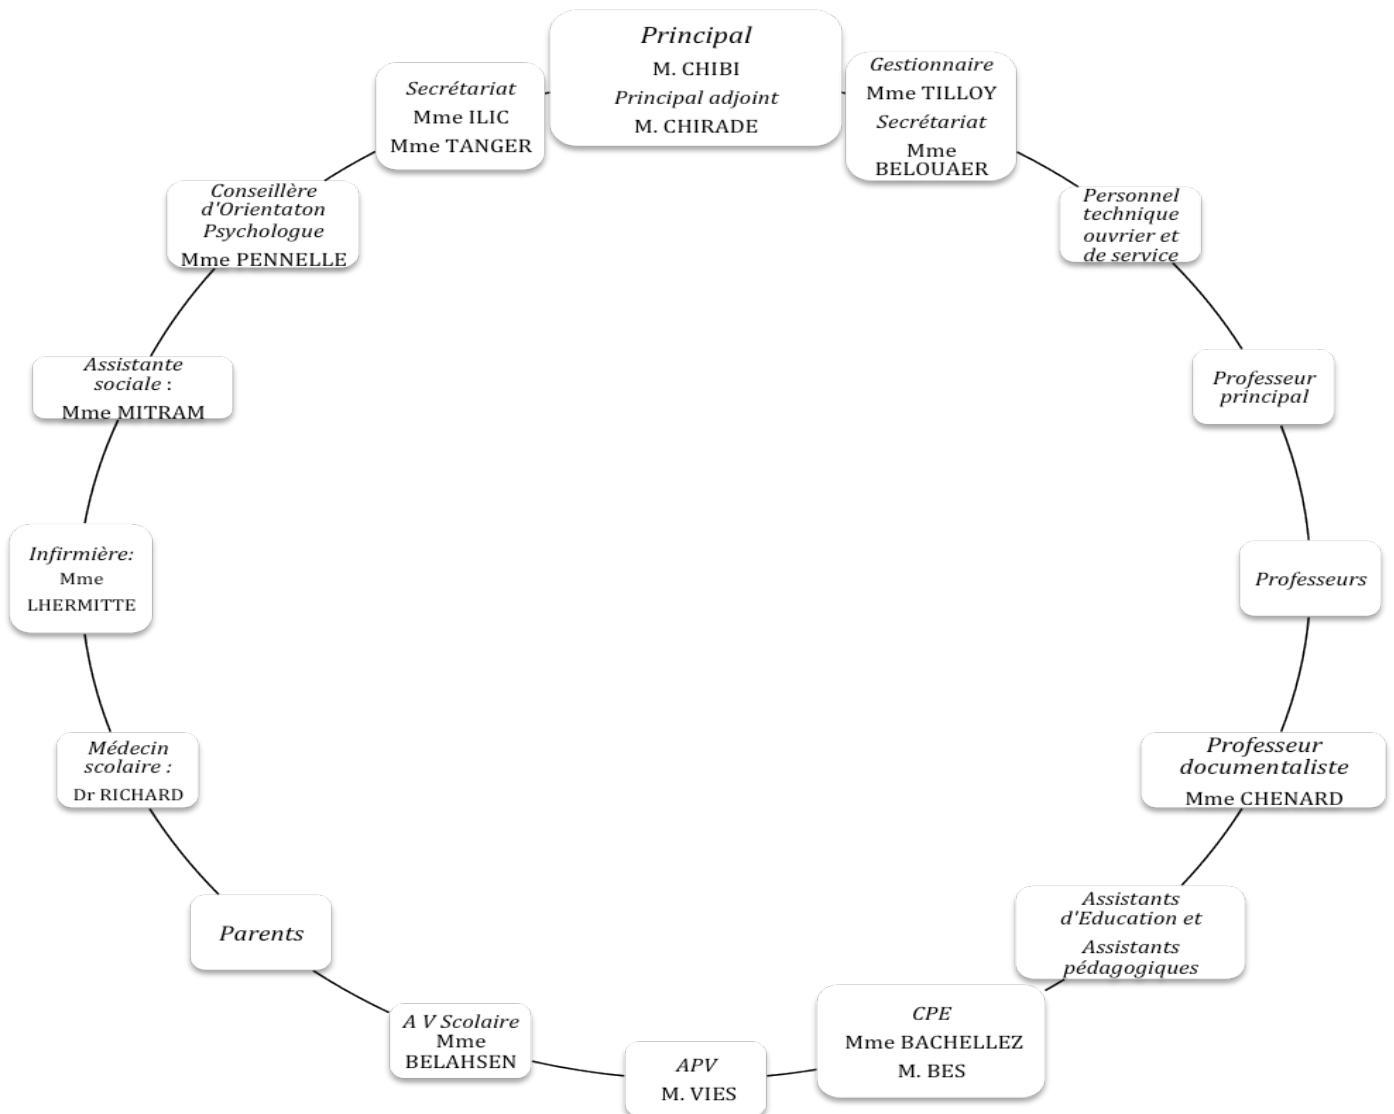 Principal
M. CHIBI
Principal adjoint
M. CHIRADE
Gestionnaire
Mme TILLOY
Secrétariat
Mme
BELOUAER
Personnel
technique
ouvrier et
de service
Professeur
principal
Professeurs
Professeur
documentaliste
Mme CHENARD
Assistants
d'Education et
Assistants
pédagogiques
CPE
Mme BACHELLEZ
M. BES
APV
M. VIES
A V Scolaire
Mme
BELAHSEN
Parents
Médecin
scolaire :
Dr RICHARD
Infirmière:
Mme
LHERMITTE
Assistante
sociale :
Mme MITRAM
Conseillère
d'Orientaton
Psychologue
Mme PENNELLE
Secrétariat
Mme ILIC
Mme TANGER